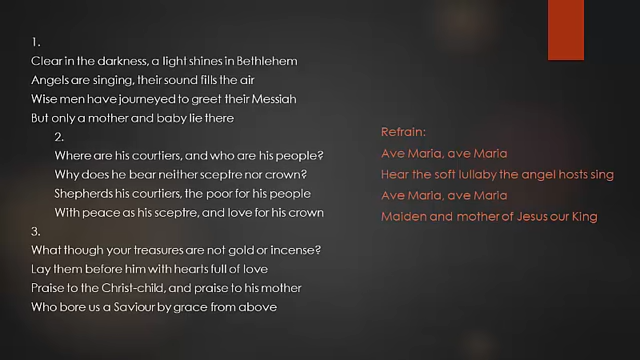 1.
Clear in the darkness, a light shines in Bethlehem
Angels are singing, their sound fills the air
Wise men have journeyed to greet their Messiah
But only a mother and baby lie there
2.
Where are his courtiers, and who are his people?
Why does he bear neither sceptre nor crown?
Shepherds his courtiers, the poor for his people
With peace as his sceptre, and love for his crown
3.
What though your treasures are not gold or incense?
Lay them before him with hearts full of love
Praise to the Christ-child, and praise to his mother
Who bore us a Saviour by grace from above
Refrain:
Ave Maria, ave Maria
Hear the soft lullaby the angel hosts sing
Ave Maria, ave Maria
Maiden and mother of Jesus our King